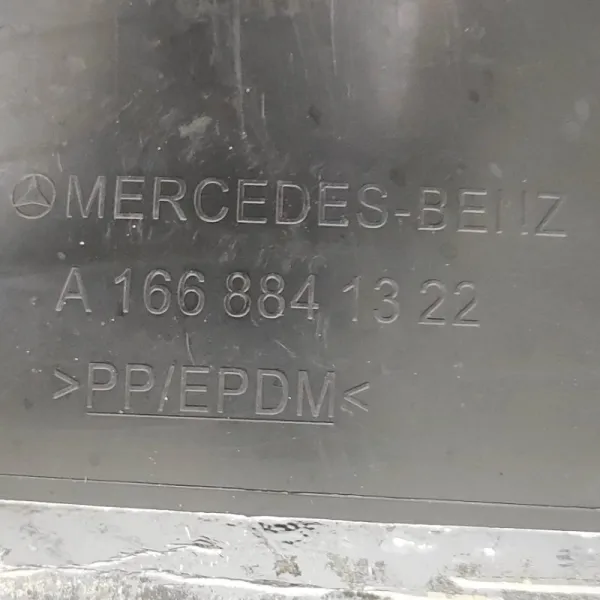 MERCEDES-BENZ
A 166 884 13 22
>PP/EPDM<